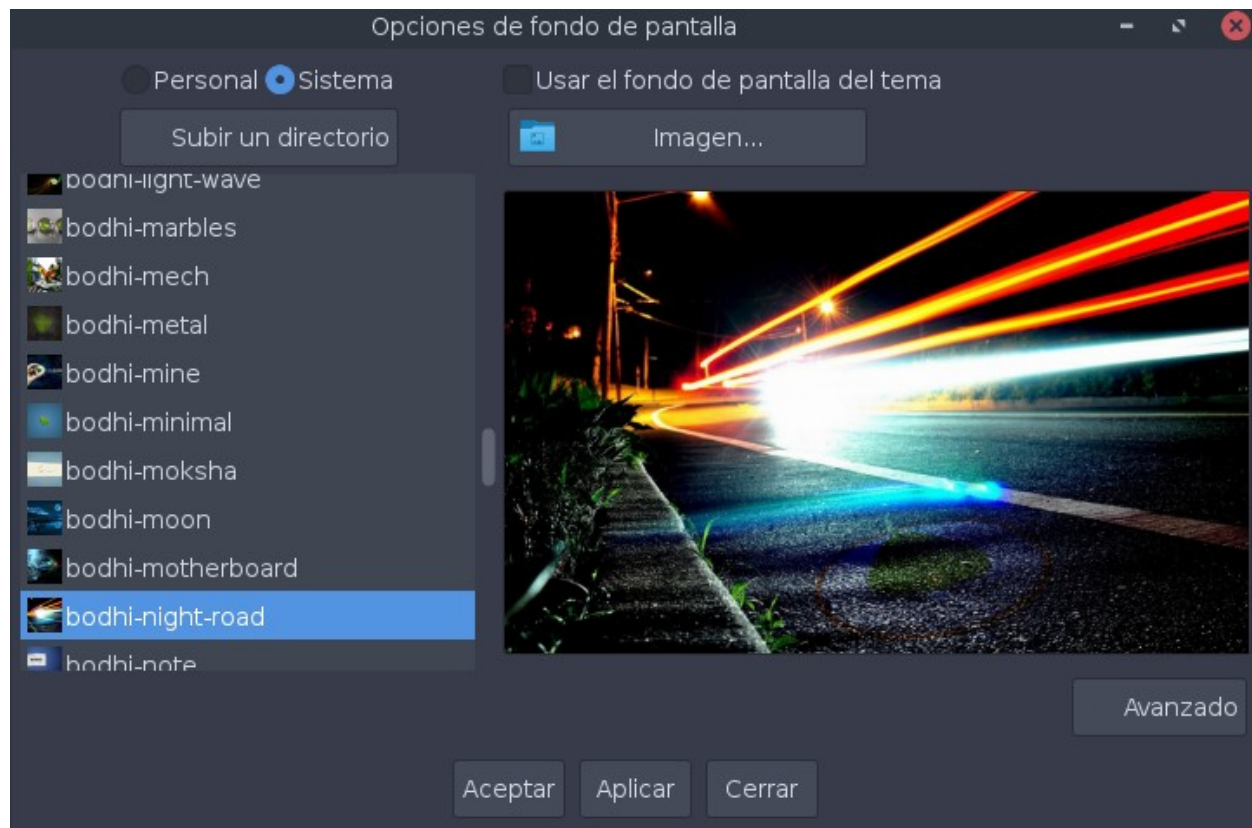 Opciones de fondo de pantalla
Personal Sistema
Usar el fondo de pantalla del tema
Subir un directorio
Imagen...
bodhi-light-wave
bodhi-marbles
bodhi-mech
bodhi-metal
bodhi-mine
bodhi-minimal
bodhi-moksha
bodhi-moon
bodhi-motherboard
bodhi-night-road
bodhi-note
Avanzado
Aceptar Aplicar Cerrar